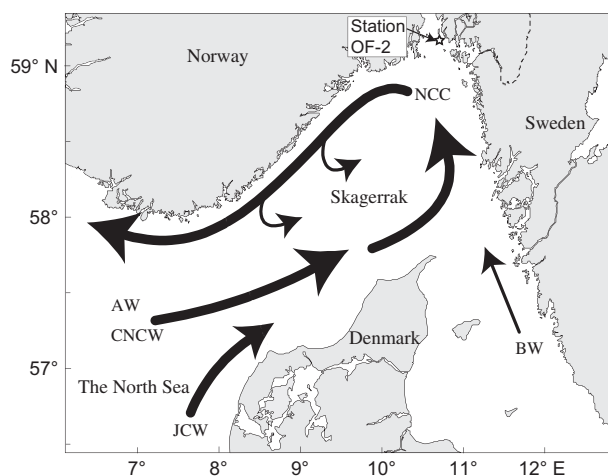 Station
OF-2
59° N
Norway
NCC
Sweden
Skagerrak
58°
AW
CNCW
Denmark
BW
57°
The North Sea
JCW
7° 8° 9° 10° 11° 12° E